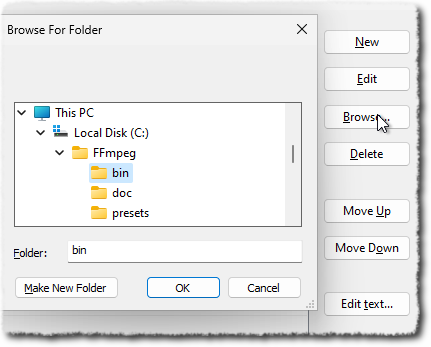 Browse For Folder
New
Edit
Browse...
Delete
Move Up
Move Down
Edit text...
This PC
Local Disk (C:)
FFmpeg
bin
doc
presets
Folder:
bin
Make New Folder
OK
Cancel